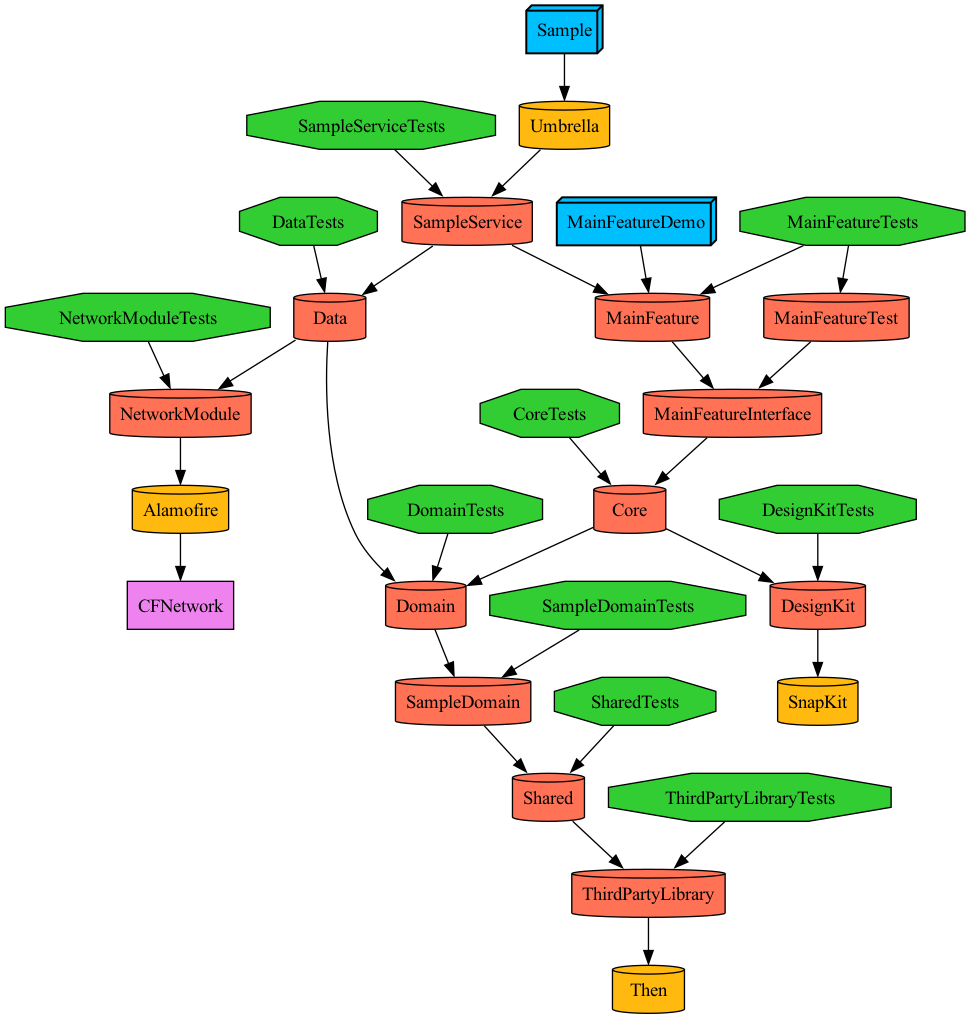 Sample
SampleServiceTests
Umbrella
DataTests
SampleService
MainFeatureDemo
MainFeatureTests
NetworkModuleTests
Data
MainFeature
MainFeatureTest
NetworkModule
CoreTests
MainFeatureInterface
Alamofire
DomainTests
Core
DesignKitTests
CFNetwork
Domain
SampleDomainTests
DesignKit
SampleDomain
SharedTests
SnapKit
Shared
ThirdPartyLibraryTests
ThirdPartyLibrary
Then